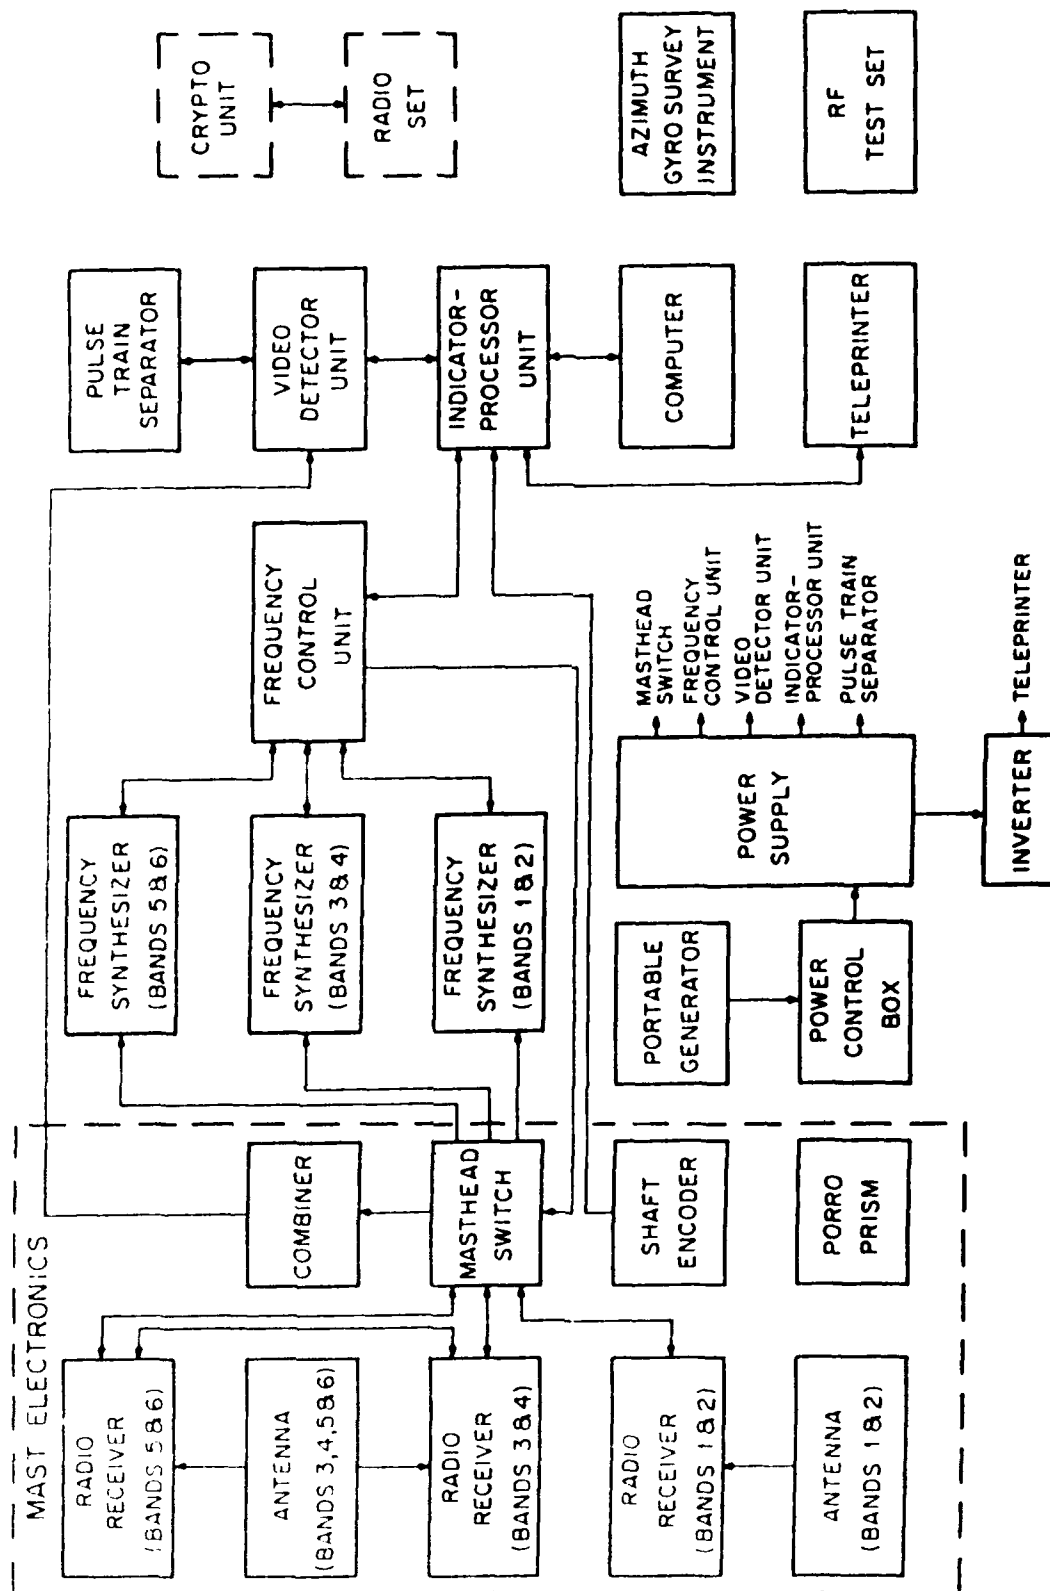 MAST ELECTRONICS
RADIO
RECEIVER
(BANDS 5&6)
ANTENNA
(BANDS 3,4,5&6)
RADIO
RECEIVER
(BANDS 3&4)
RADIO
RECEIVER
(BANDS 1&2)
ANTENNA
(BANDS 1&2)
COMBINER
MASTHEAD
SWITCH
SHAFT
ENCODER
PORRO
PRISM
FREQUENCY
SYNTHESIZER
(BANDS 5&6)
FREQUENCY
SYNTHESIZER
(BANDS 3&4)
FREQUENCY
SYNTHESIZER
(BANDS 1&2)
PORTABLE
GENERATOR
POWER
CONTROL
BOX
FREQUENCY
CONTROL
UNIT
POWER
SUPPLY
INVERTER
MASTHEAD
SWITCH
FREQUENCY
CONTROL UNIT
VIDEO
DETECTOR UNIT
INDICATOR-
PROCESSOR UNIT
PULSE TRAIN
SEPARATOR
TELEPRINTER
PULSE
TRAIN
SEPARATOR
VIDEO
DETECTOR
UNIT
INDICATOR-
PROCESSOR
UNIT
COMPUTER
TELEPRINTER
CRYPTO
UNIT
RADIO
SET
AZIMUTH
GYRO SURVEY
INSTRUMENT
RF
TEST SET